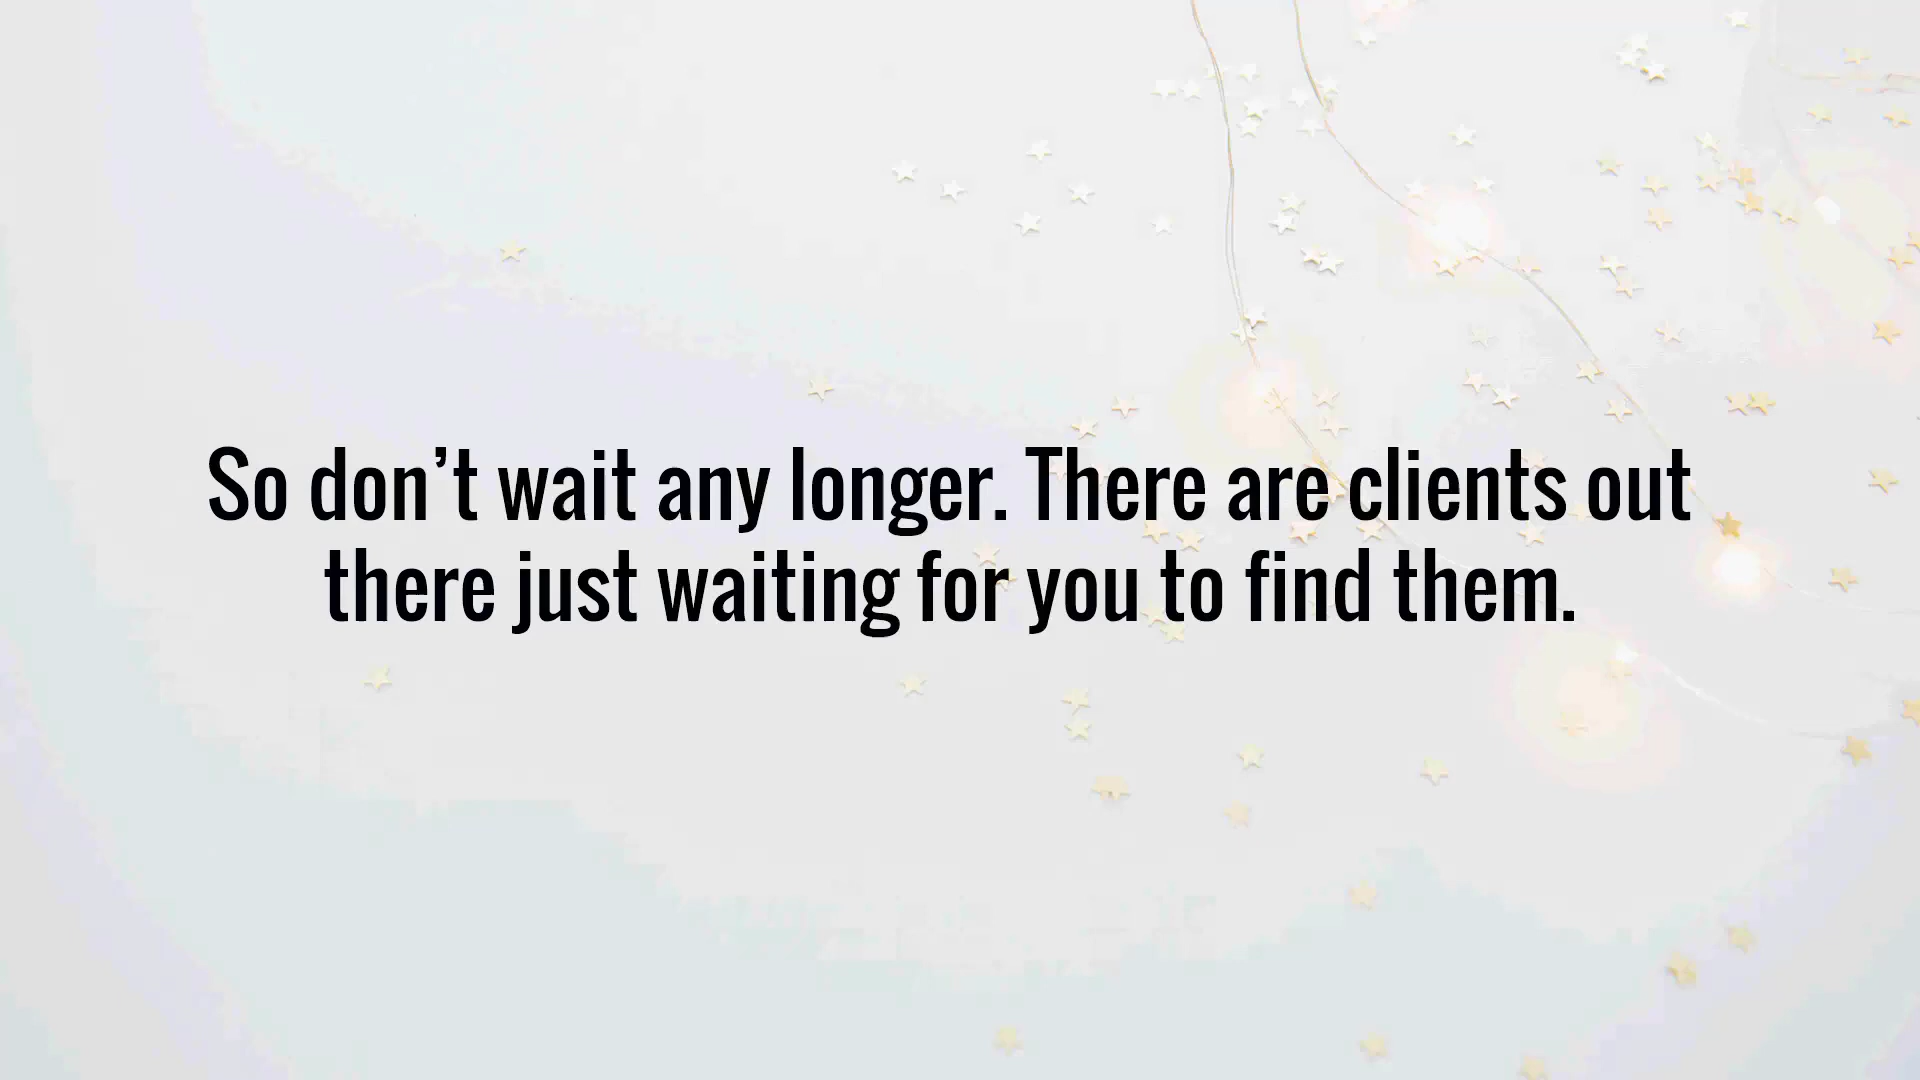 So don’t wait any longer. There are clients out
there just waiting for you to find them.